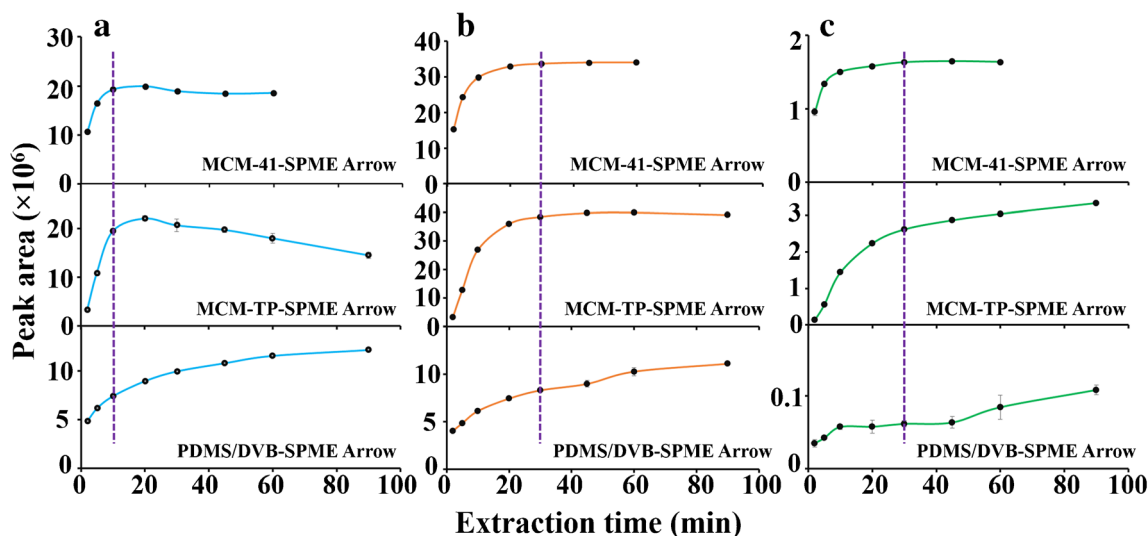 a
b
c
Peak area (×10⁶)
30
20
10
0
MCM-41-SPME Arrow
40
30
20
10
0
MCM-41-SPME Arrow
2
1
0
MCM-41-SPME Arrow
20
10
0
MCM-TP-SPME Arrow
40
30
20
10
0
MCM-TP-SPME Arrow
3
2
1
0
MCM-TP-SPME Arrow
10
5
0
PDMS/DVB-SPME Arrow
10
5
0
PDMS/DVB-SPME Arrow
0.1
0
PDMS/DVB-SPME Arrow
0 20 40 60 80 100
0 20 40 60 80 100
0 20 40 60 80 100
Extraction time (min)